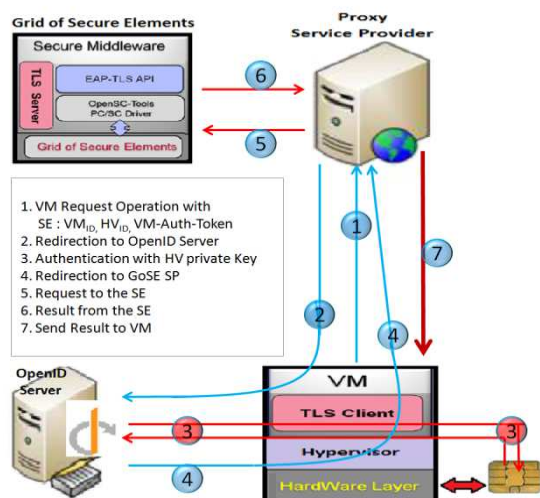 Grid of Secure Elements
Secure Middleware
TLS Server
EAP-TLS API
OpenSC-Tools
PC/SC Driver
Grid of Secure Elements
Proxy
Service Provider
6
5
1. VM Request Operation with
SE : VMID, HVID, VM-Auth-Token
2. Redirection to OpenID Server
3. Authentication with HV private Key
4. Redirection to GoSE SP
5. Request to the SE
6. Result from the SE
7. Send Result to VM
1
7
2
4
OpenID
Server
3
4
VM
TLS Client
Hypervisor
HardWare Layer
3